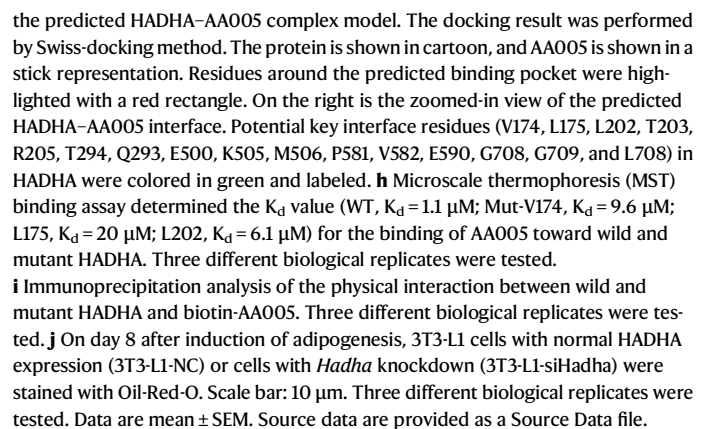 the predicted HADHA–AA005 complex model. The docking result was performed
by Swiss-docking method. The protein is shown in cartoon, and AA005 is shown in a
stick representation. Residues around the predicted binding pocket were high-
lighted with a red rectangle. On the right is the zoomed-in view of the predicted
HADHA–AA005 interface. Potential key interface residues (V174, L175, L202, T203,
R205, T294, Q293, E500, K505, M506, P581, V582, E590, G708, G709, and L708) in
HADHA were colored in green and labeled. h Microscale thermophoresis (MST)
binding assay determined the Kd value (WT, Kd = 1.1 μM; Mut-V174, Kd = 9.6 μM;
L175, Kd = 20 μM; L202, Kd = 6.1 μM) for the binding of AA005 toward wild and
mutant HADHA. Three different biological replicates were tested.
i Immunoprecipitation analysis of the physical interaction between wild and
mutant HADHA and biotin-AA005. Three different biological replicates were tes-
ted. j On day 8 after induction of adipogenesis, 3T3-L1 cells with normal HADHA
expression (3T3-L1-NC) or cells with Hadha knockdown (3T3-L1-siHadha) were
stained with Oil-Red-O. Scale bar: 10 μm. Three different biological replicates were
tested. Data are mean ± SEM. Source data are provided as a Source Data file.